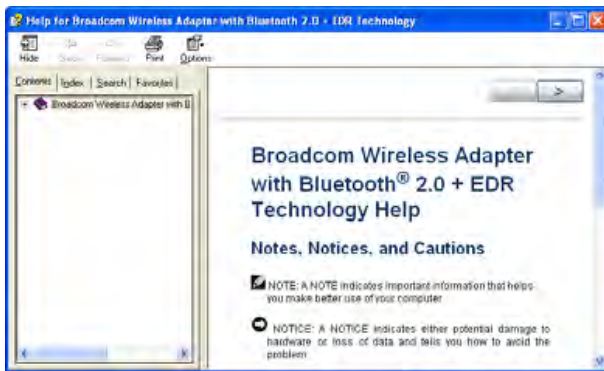 Help for Broadcom Wireless Adapter with Bluetooth 2.0 + EDR Technology
Hide Print Options
Contents Index Search Favorites
Broadcom Wireless Adapter with B
>
Broadcom Wireless Adapter
with Bluetooth® 2.0 + EDR
Technology Help
Notes, Notices, and Cautions
NOTE: A NOTE indicates important information that helps
you make better use of your computer
NOTICE: A NOTICE indicates either potential damage to
hardware or loss of data and tells you how to avoid the
problem